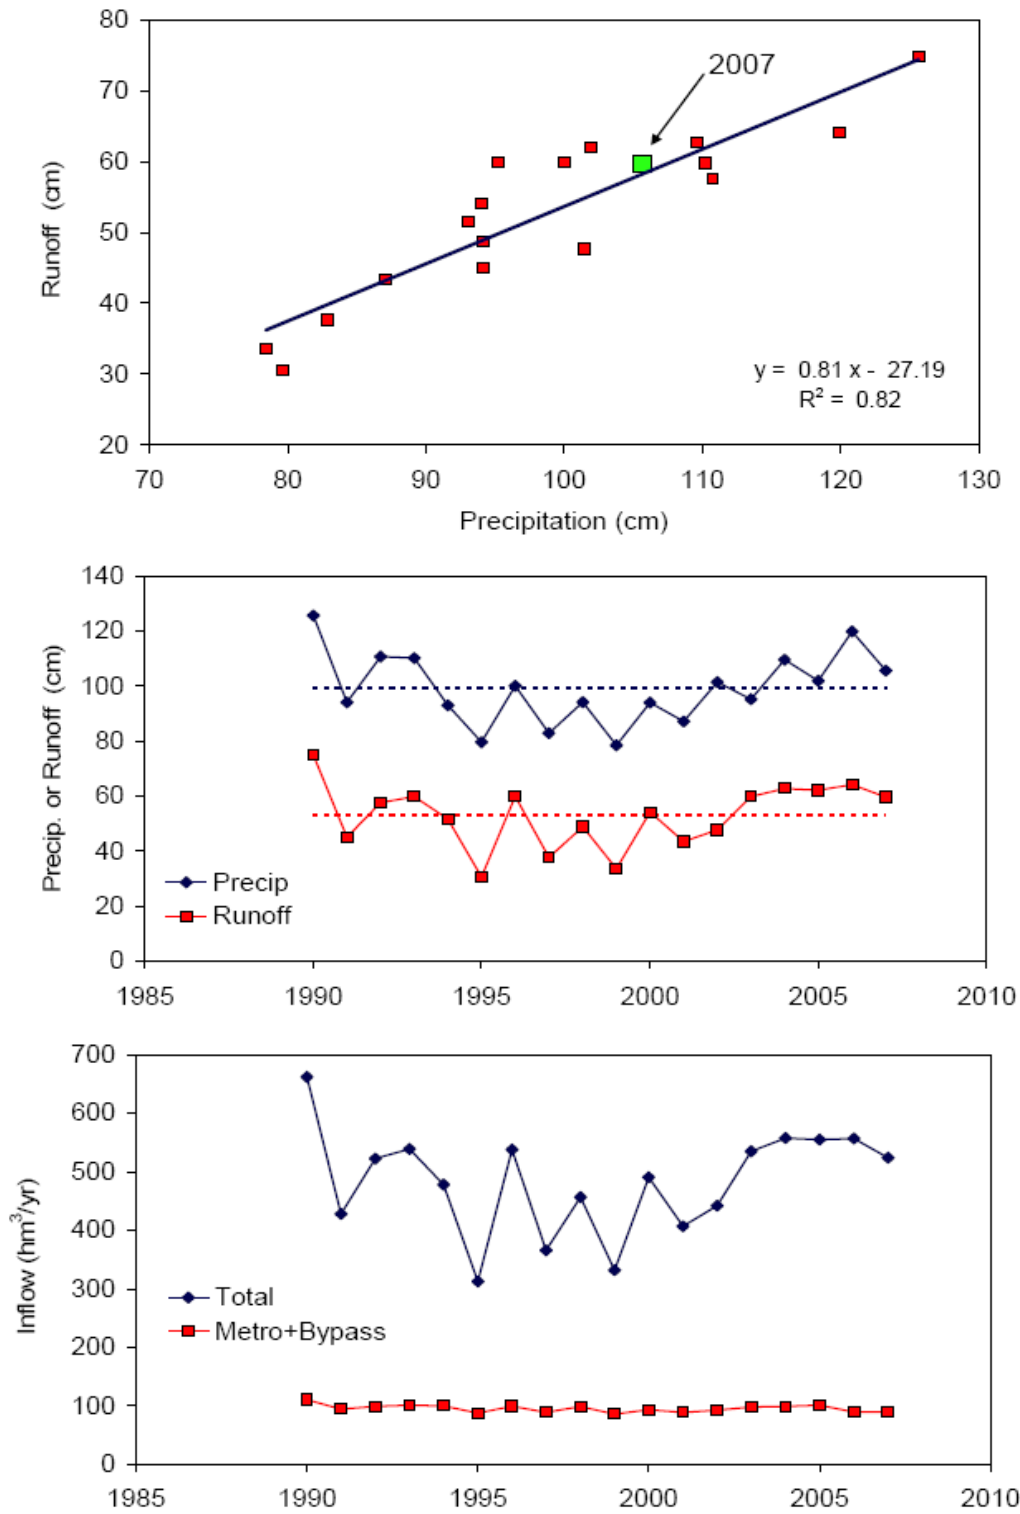 80
70
60
50
40
30
20
Runoff (cm)
2007
y = 0.81 x - 27.19
R² = 0.82
70 80 90 100 110 120 130
Precipitation (cm)
140
120
100
80
60
40
20
0
Precip. or Runoff (cm)
Precip
Runoff
1985 1990 1995 2000 2005 2010
700
600
500
400
300
200
100
0
Inflow (hm³/yr)
Total
Metro+Bypass
1985 1990 1995 2000 2005 2010